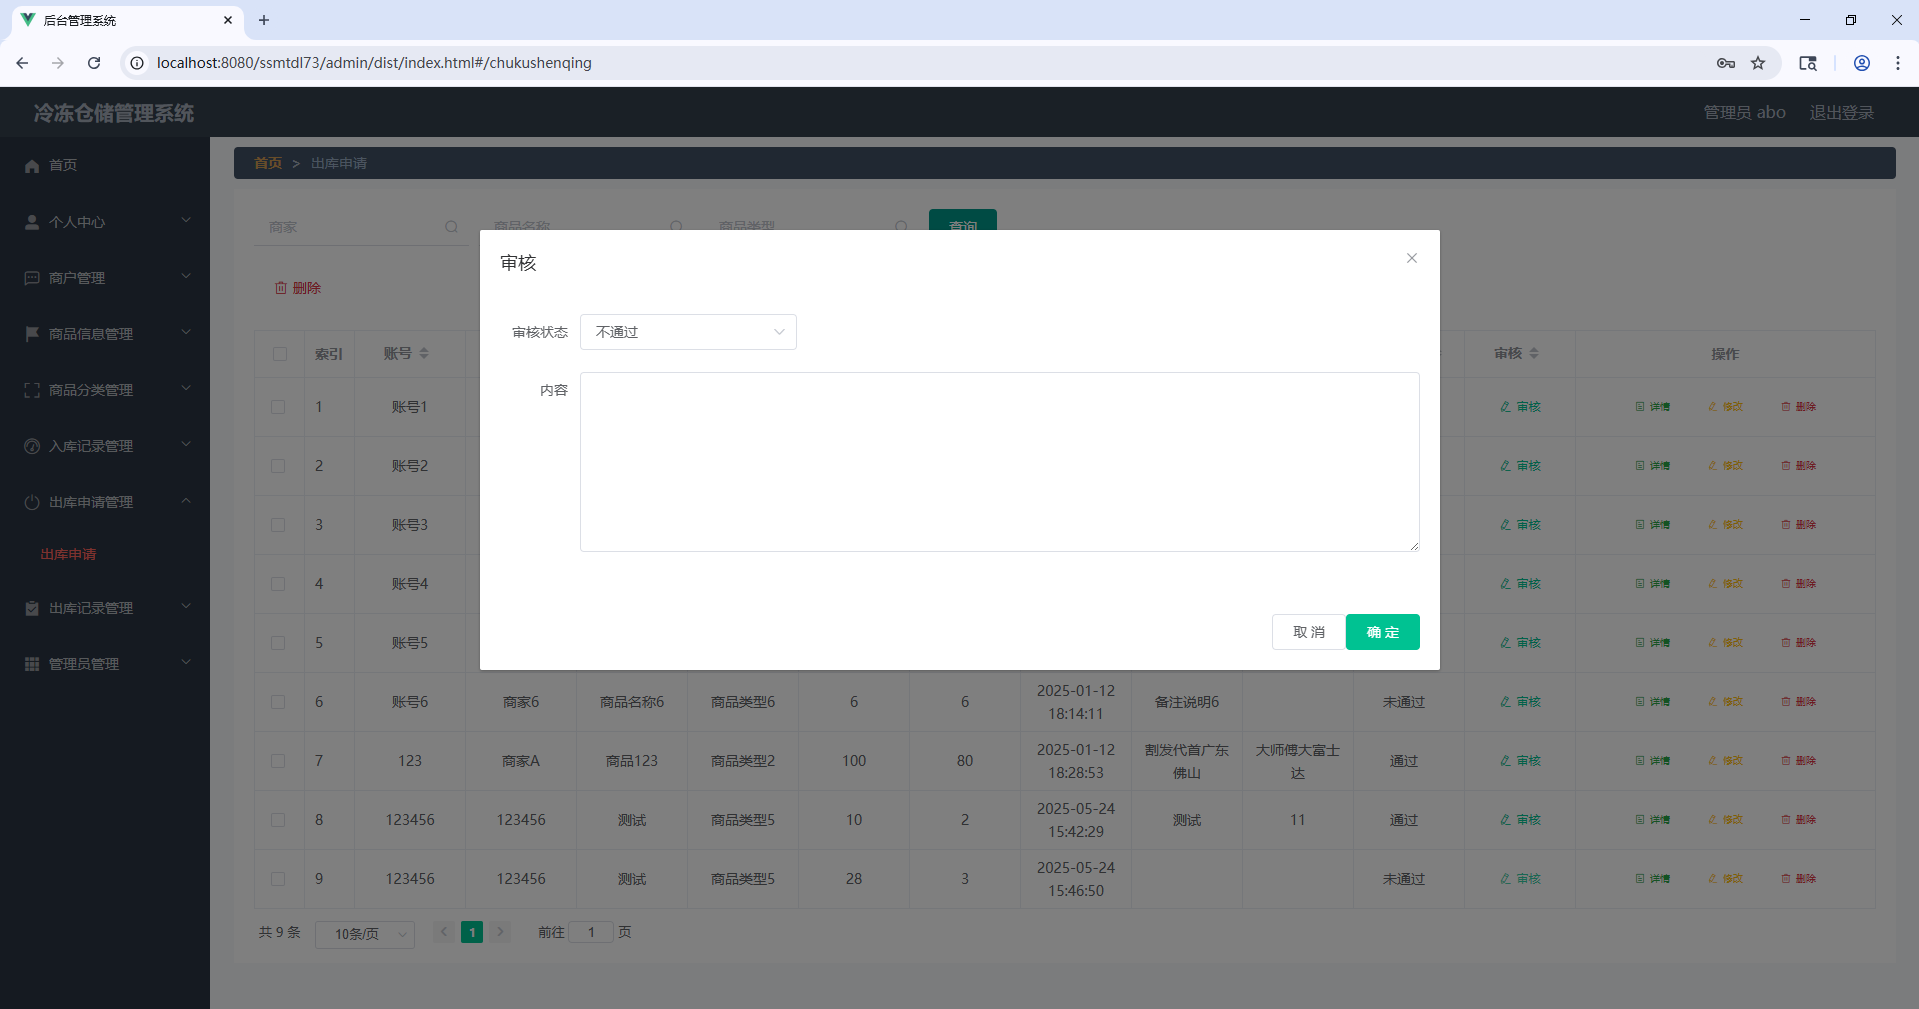 后台管理系统
localhost:8080/ssmtdl73/admin/dist/index.html#/chukushenqing
冷冻仓储管理系统
管理员 abo 退出登录
首页
个人中心
商户管理
商品信息管理
商品分类管理
入库记录管理
出库申请管理
出库申请
出库记录管理
管理员管理
首页 > 出库申请
商家 商品名称 商品类型 查询
删除
审核
审核状态 不通过
内容
取 消 确 定
索引 账号 审核 操作
1 账号1 审核 详情 修改 删除
2 账号2 审核 详情 修改 删除
3 账号3 审核 详情 修改 删除
4 账号4 审核 详情 修改 删除
5 账号5 审核 详情 修改 删除
6 账号6 商家6 商品名称6 商品类型6 6 6 2025-01-12 18:14:11 备注说明6 未通过 审核 详情 修改 删除
7 123 商家A 商品123 商品类型2 100 80 2025-01-12 18:28:53 割发代首广东佛山 大师傅大富士达 通过 审核 详情 修改 删除
8 123456 123456 测试 商品类型5 10 2 2025-05-24 15:42:29 测试 11 通过 审核 详情 修改 删除
9 123456 123456 测试 商品类型5 28 3 2025-05-24 15:46:50 未通过 审核 详情 修改 删除
共 9 条 10条/页 1 前往 1 页